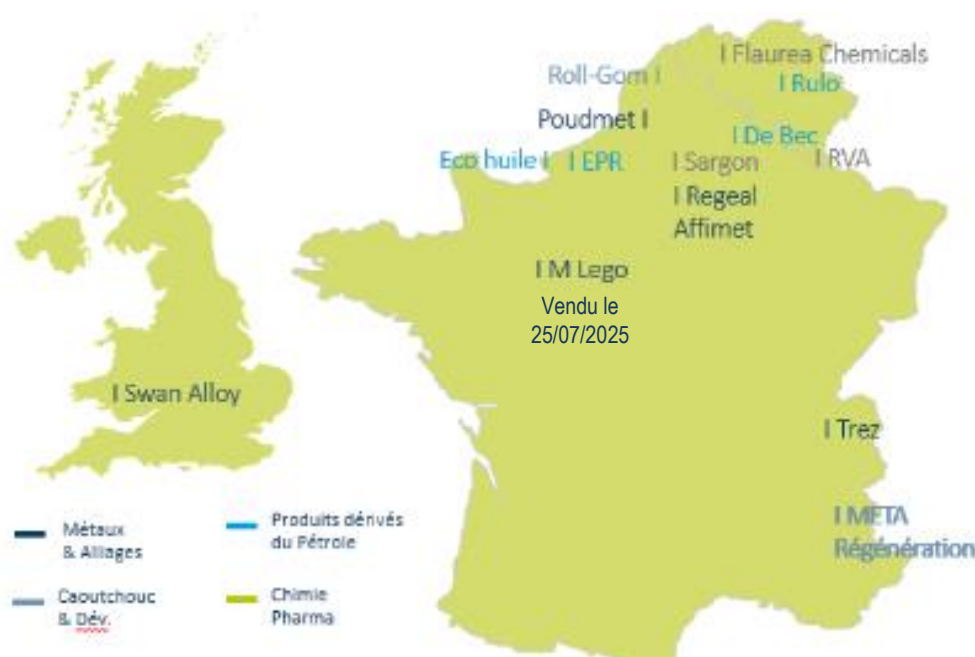 I Flaurea Chemicals
Roll-Gom I
I Rulo
Poudmet I
I De Bec
Eco huile I
I EPR
I Sargon
I RVA
I Regeal
Affimet
I M Lego
Vendu le
25/07/2025
I Swan Alloy
I Trez
I META
Régénération
Métaux
& Alliages
Produits dérivés
du Pétrole
Caoutchouc
& Dév.
Chimie
Pharma